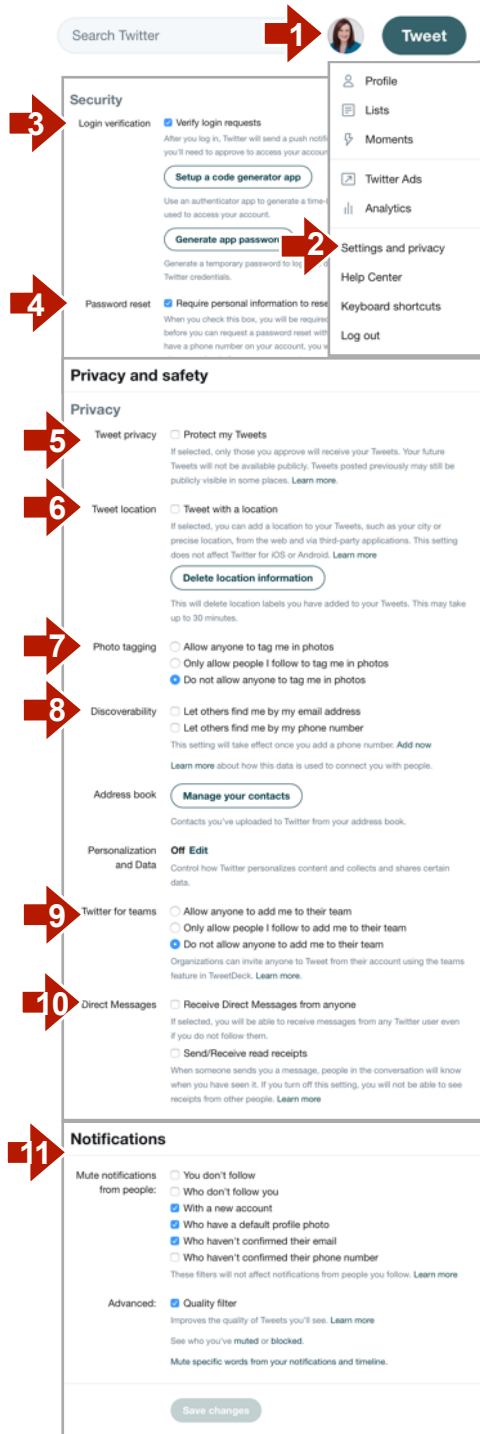 Search Twitter
1
Tweet
Profile
Lists
Moments
Twitter Ads
Analytics
2
Settings and privacy
Help Center
Keyboard shortcuts
Log out
Security
3
Login verification
Verify login requests
After you log in, Twitter will send a push
you'll need to approve to access your
Setup a code generator app
Use an authenticator app to generate a
used to access your account.
Generate app password
Generate a temporary password to log
Twitter credentials.
4
Password reset
Require personal information to
When you check this box, you will be required
before you can request a password reset
have a phone number on your account, you
Privacy and safety
Privacy
5
Tweet privacy
Protect my Tweets
If selected, only those you approve will receive your Tweets. Your future
Tweets will not be available publicly. Tweets posted previously may still be
publicly visible in some places. Learn more.
6
Tweet location
Tweet with a location
If selected, you can add a location to your Tweets, such as your city or
precise location, from the web and via third-party applications. This setting
does not affect Twitter for iOS or Android. Learn more
Delete location information
This will delete location labels you have added to your Tweets. This may take
up to 30 minutes.
7
Photo tagging
Allow anyone to tag me in photos
Only allow people I follow to tag me in photos
Do not allow anyone to tag me in photos
8
Discoverability
Let others find me by my email address
Let others find me by my phone number
This setting will take effect once you add a phone number. Add now
Learn more about how this data is used to connect you with people.
Address book
Manage your contacts
Contacts you've uploaded to Twitter from your address book.
Personalization
and Data
Off Edit
Control how Twitter personalizes content and collects and shares certain
data.
9
Twitter for teams
Allow anyone to add me to their team
Only allow people I follow to add me to their team
Do not allow anyone to add me to their team
Organizations can invite anyone to Tweet from their account using the teams
feature in TweetDeck. Learn more.
10
Direct Messages
Receive Direct Messages from anyone
If selected, you will be able to receive messages from any Twitter user even
if you do not follow them.
Send/Receive read receipts
When someone sends you a message, people in the conversation will know
when you have seen it. If you turn off this setting, you will not be able to see
receipts from other people. Learn more
Notifications
11
Mute notifications
from people:
You don't follow
Who don't follow you
With a new account
Who have a default profile photo
Who haven't confirmed their email
Who haven't confirmed their phone number
These filters will not affect notifications from people you follow. Learn more
Advanced:
Quality filter
Improves the quality of Tweets you'll see. Learn more
See who you've muted or blocked.
Mute specific words from your notifications and timeline.
Save changes